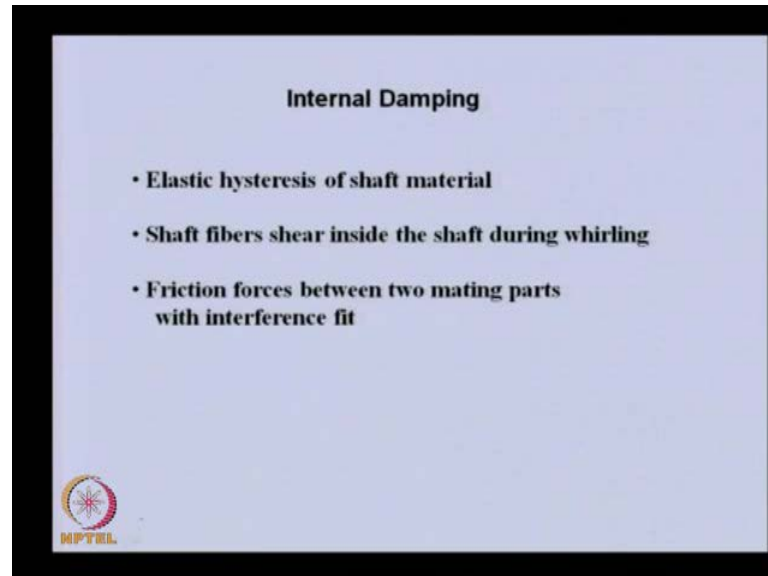 Internal Damping
• Elastic hysteresis of shaft material
• Shaft fibers shear inside the shaft during whirling
• Friction forces between two mating parts
with interference fit
NPTEL